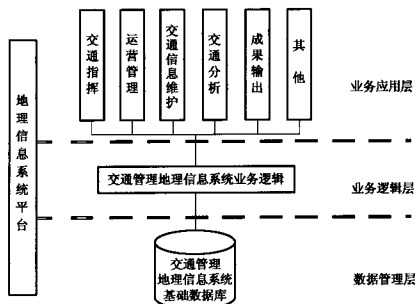 地理信息系统平台
交通指挥
运营管理
交通信息维护
交通分析
成果输出
其他
业务应用层
交通管理地理信息系统业务逻辑
业务逻辑层
交通管理
地理信息系统
基础数据库
数据管理层